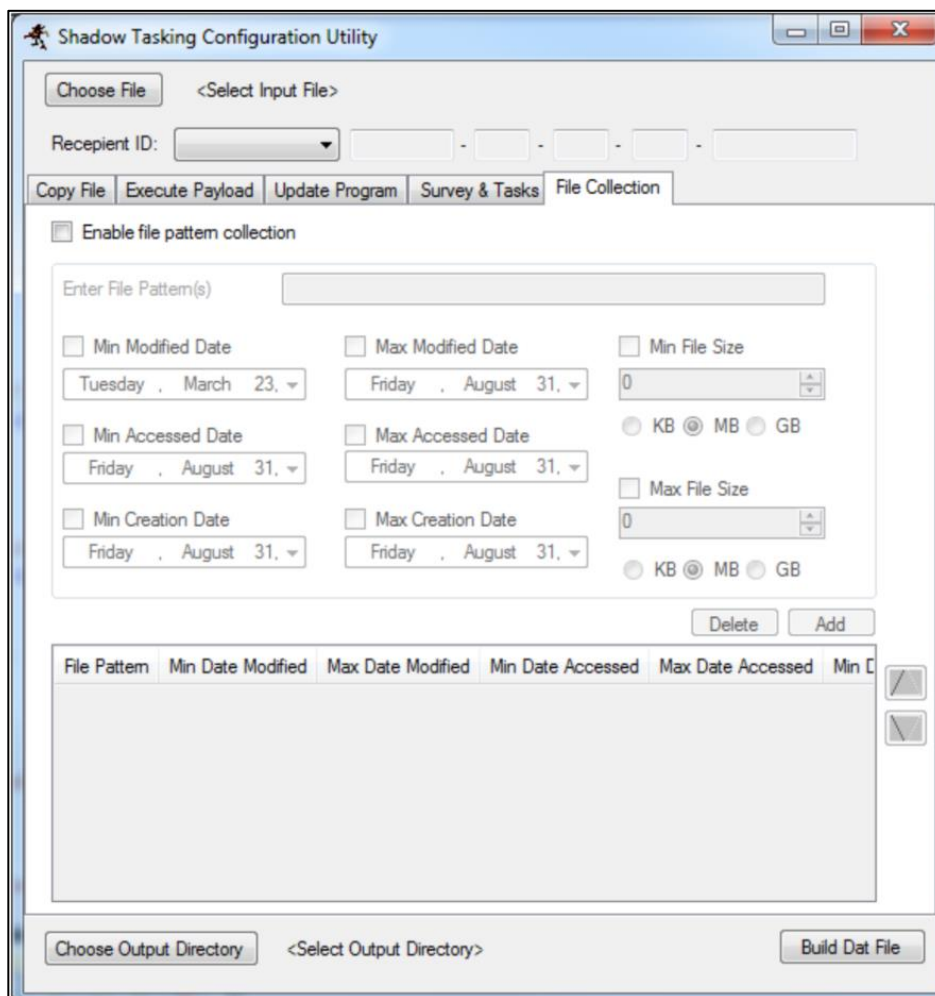 Shadow Tasking Configuration Utility
Choose File <Select Input File>
Recepient ID: - - - -
Copy File Execute Payload Update Program Survey & Tasks File Collection
Enable file pattern collection
Enter File Pattern(s)
Min Modified Date Max Modified Date Min File Size
Tuesday , March 23, Friday , August 31, 0
KB MB GB
Min Accessed Date Max Accessed Date
Friday , August 31, Friday , August 31,
Max File Size
Min Creation Date Max Creation Date 0
Friday , August 31, Friday , August 31,
KB MB GB
Delete Add
File Pattern Min Date Modified Max Date Modified Min Date Accessed Max Date Accessed Min D
Choose Output Directory <Select Output Directory> Build Dat File